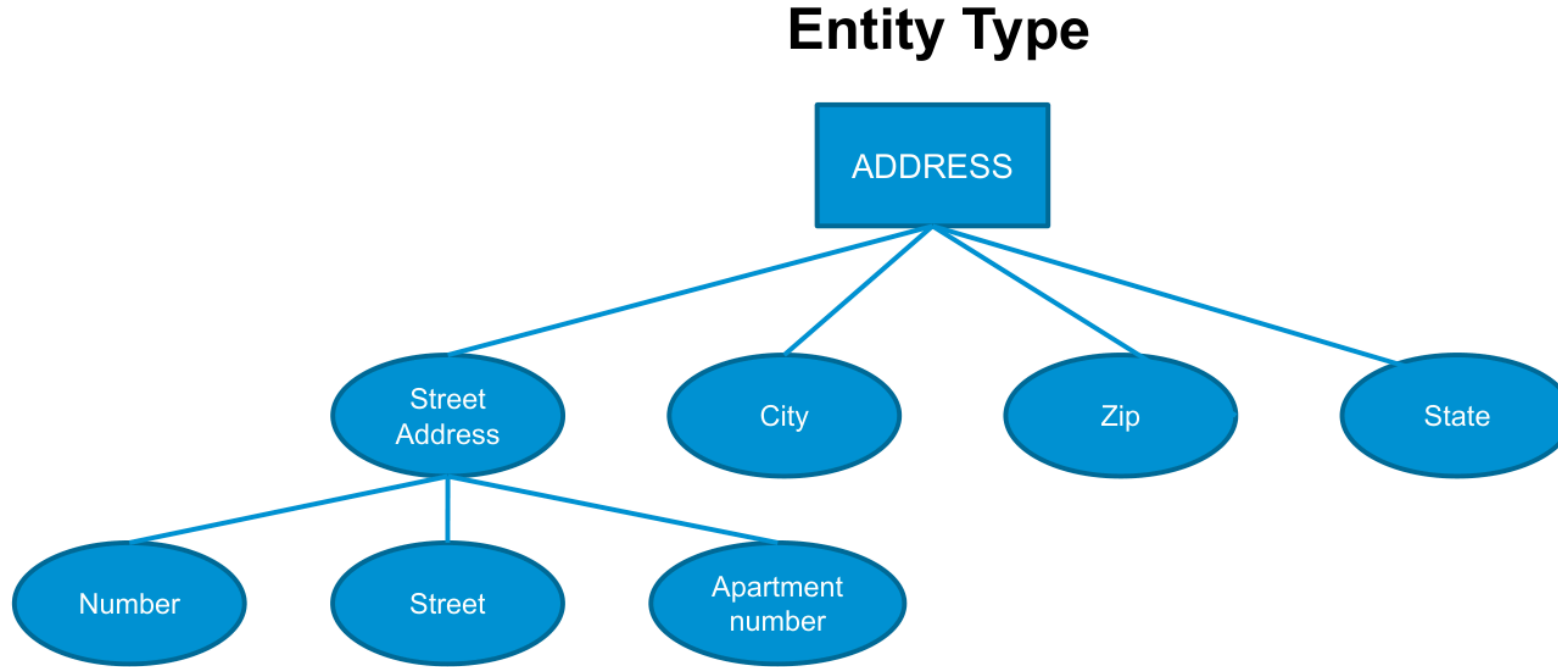 Entity Type
ADDRESS
Street
Address
City
Zip
State
Number
Street
Apartment
number